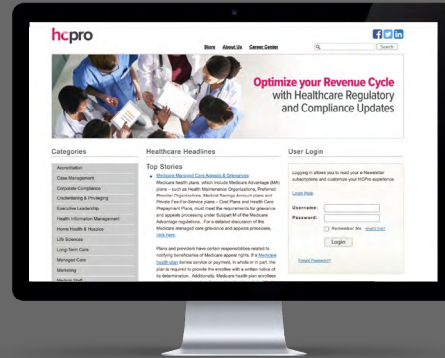 hcpro
Store About Us Career Center
Search
Optimize your Revenue Cycle
with Healthcare Regulatory
and Compliance Updates
Categories
Accreditation
Case Management
Corporate Compliance
Credentialing & Privileging
Executive Leadership
Health Information Management
Home Health & Hospice
Life Sciences
Long-Term Care
Managed Care
Marketing
Medical Staff
Healthcare Headlines
Top Stories
Medicare Managed Care Appeals & Grievances
Medicare health plans, which include Medicare Advantage (MA)
plans – such as Health Maintenance Organizations, Preferred
Provider Organizations, Medical Savings Account plans and
Private Fee-For-Service plans – Cost Plans and Health Care
Prepayment Plans, must meet the requirements for grievance
and appeals processing under Subpart M of the Medicare
Advantage regulations. For a detailed discussion of the
Medicare managed care grievance and appeals processes,
click here.
Plans and providers have certain responsibilities related to
notifying beneficiaries of Medicare appeal rights. If a Medicare
health plan denies service or payment, in whole or in part, the
plan is required to provide the enrollee with a written notice of
its determination. Additionally, Medicare health plan enrollees
User Login
Logging in allows you to read your e-Newsletter
subscriptions and customize your HCPro experience.
Username:
Password:
Remember Me
Login
Forgot Password?